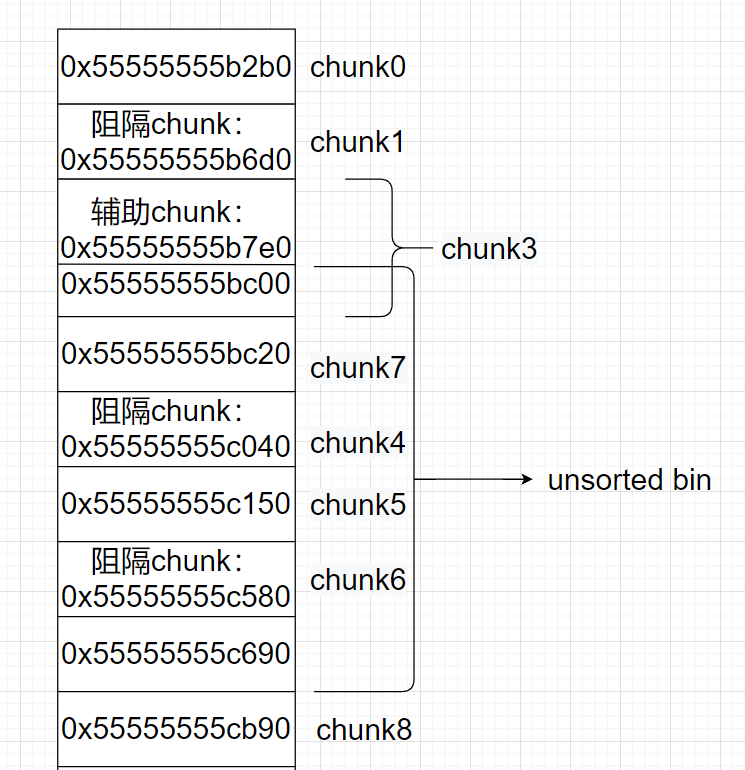 0x55555555b2b0 chunk0
阻隔chunk：
0x55555555b6d0 chunk1
辅助chunk：
0x55555555b7e0 chunk3
0x55555555bc00
0x55555555bc20 chunk7
阻隔chunk：
0x55555555c040 chunk4
unsorted bin
0x55555555c150 chunk5
阻隔chunk：
0x55555555c580 chunk6
0x55555555c690
0x55555555cb90 chunk8